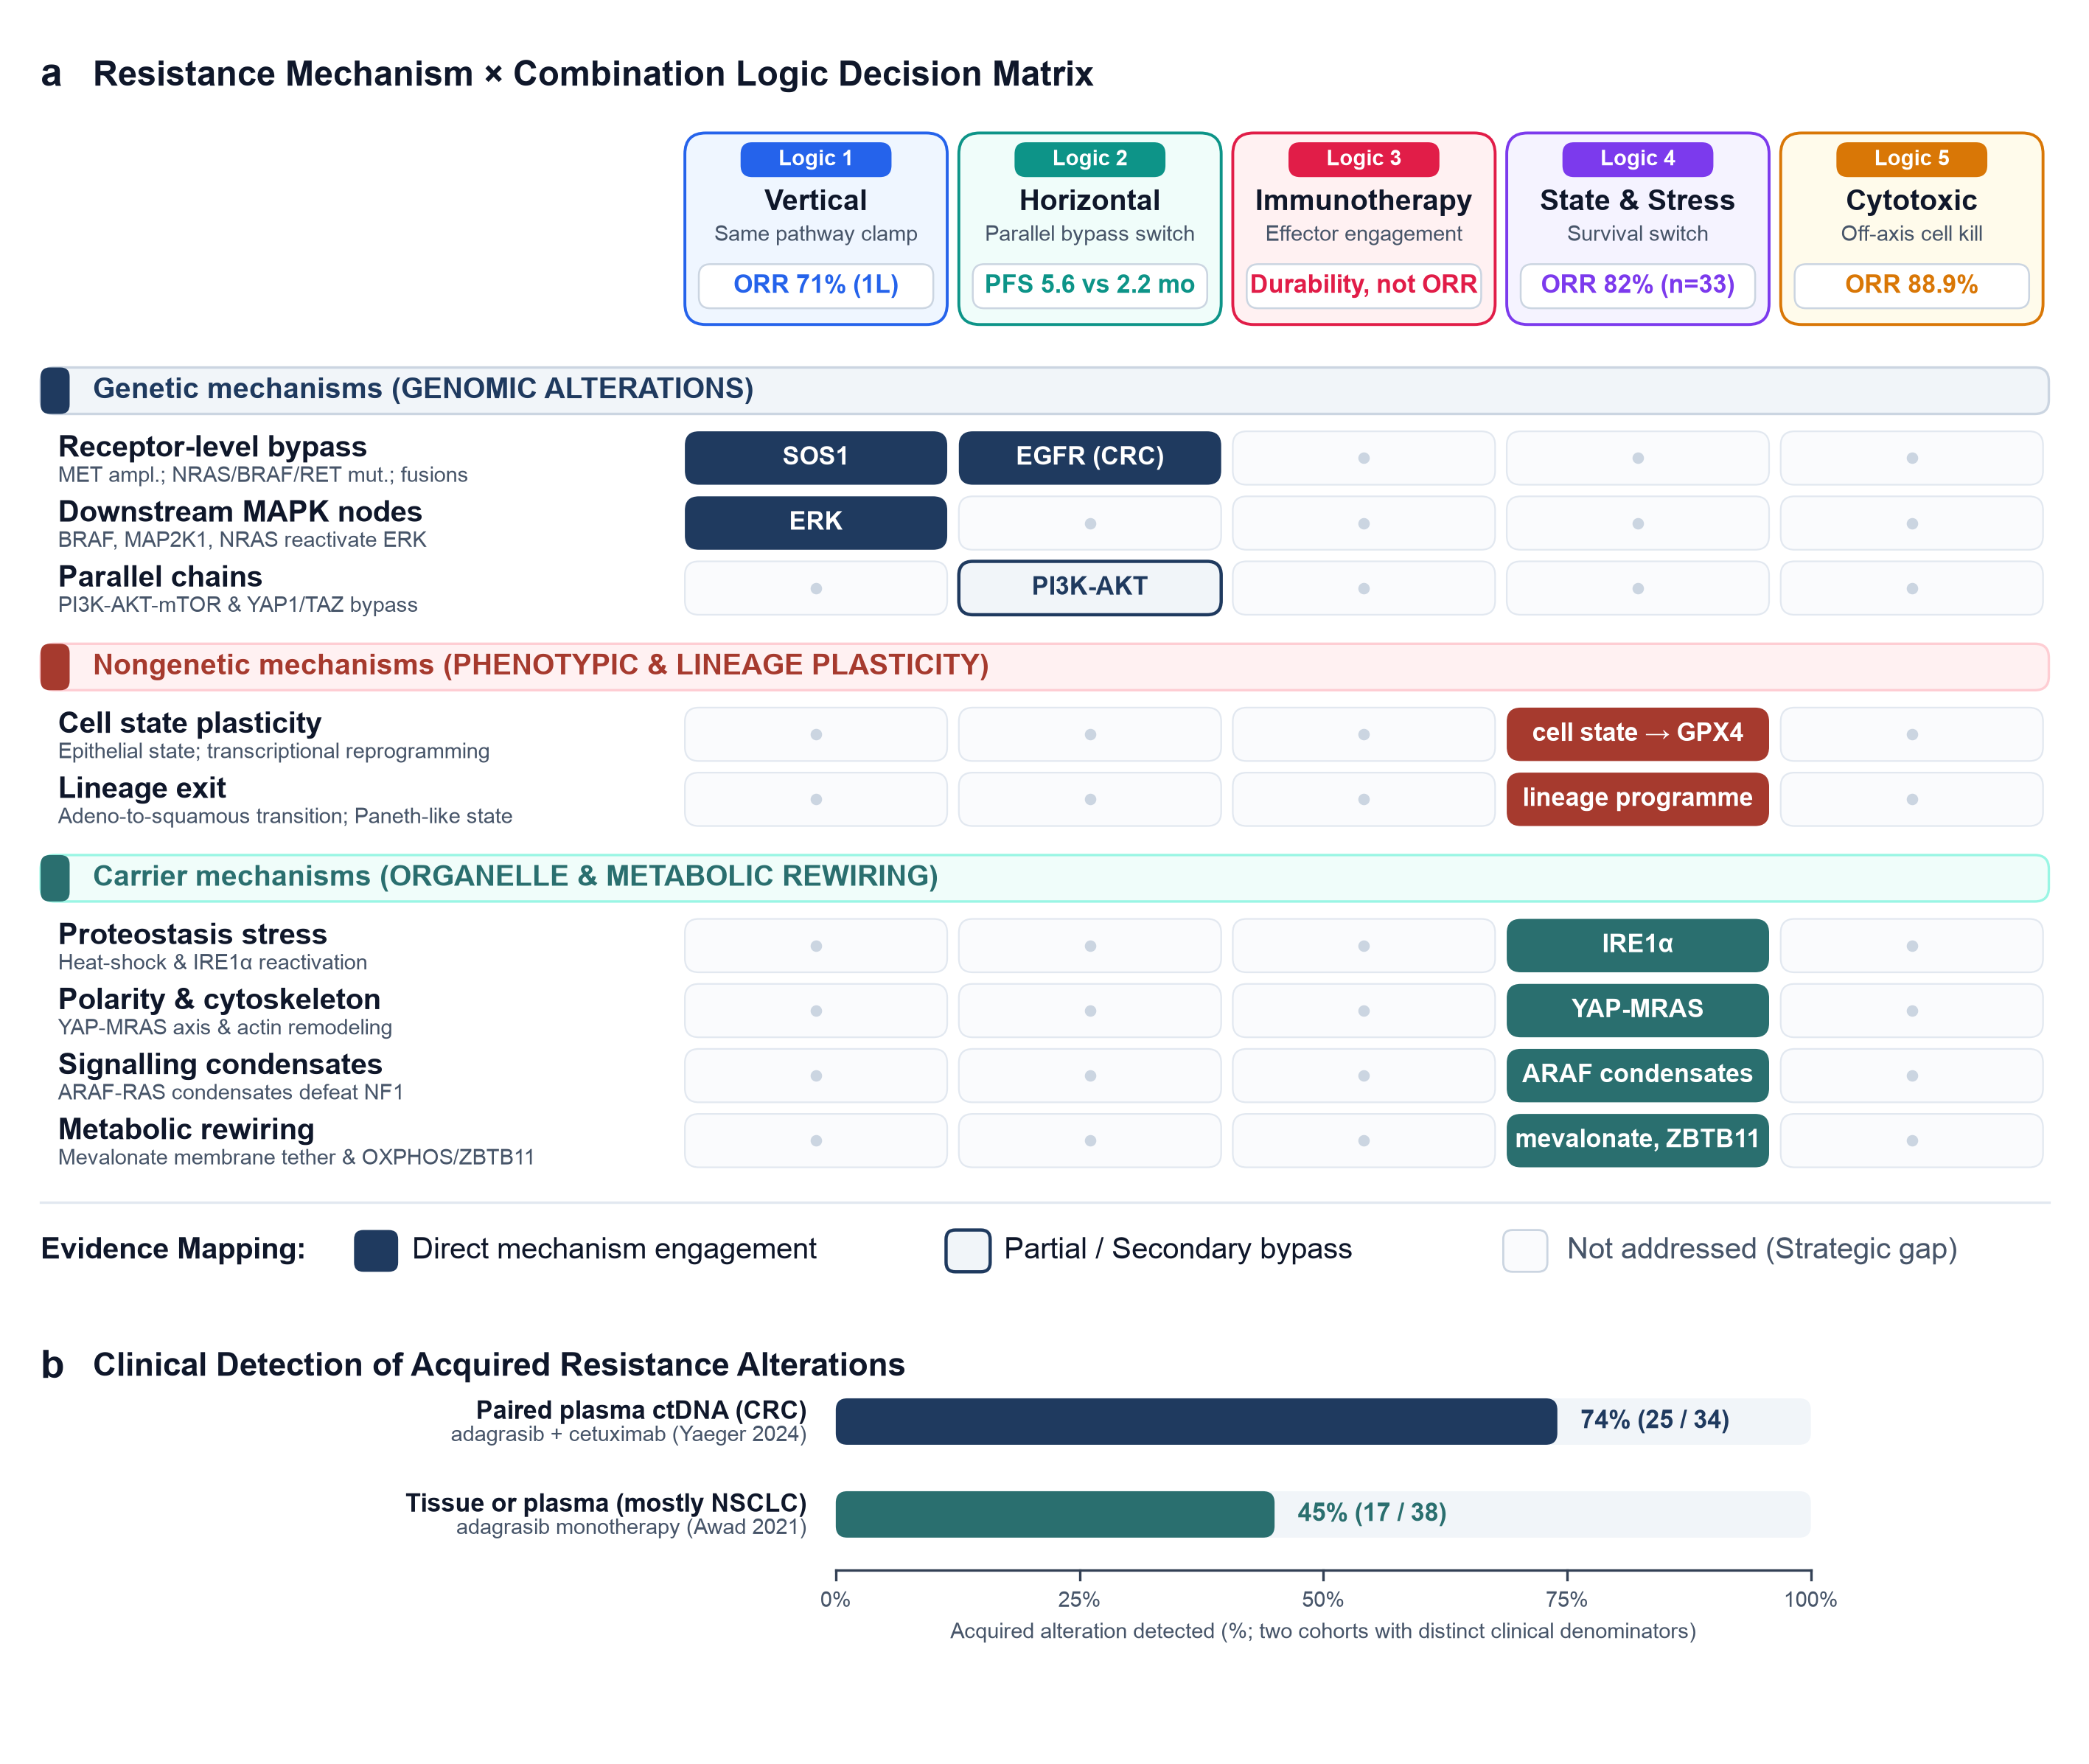 a Resistance Mechanism × Combination Logic Decision Matrix
Logic 1
Vertical
Same pathway clamp
ORR 71% (1L)
Logic 2
Horizontal
Parallel bypass switch
PFS 5.6 vs 2.2 mo
Logic 3
Immunotherapy
Effector engagement
Durability, not ORR
Logic 4
State & Stress
Survival switch
ORR 82% (n=33)
Logic 5
Cytotoxic
Off-axis cell kill
ORR 88.9%
Genetic mechanisms (GENOMIC ALTERATIONS)
Receptor-level bypass
MET ampl.; NRAS/BRAF/RET mut.; fusions
SOS1
EGFR (CRC)
Downstream MAPK nodes
BRAF, MAP2K1, NRAS reactivate ERK
ERK
Parallel chains
PI3K-AKT-mTOR & YAP1/TAZ bypass
PI3K-AKT
Nongenetic mechanisms (PHENOTYPIC & LINEAGE PLASTICITY)
Cell state plasticity
Epithelial state; transcriptional reprogramming
cell state → GPX4
Lineage exit
Adeno-to-squamous transition; Paneth-like state
lineage programme
Carrier mechanisms (ORGANELLE & METABOLIC REWIRING)
Proteostasis stress
Heat-shock & IRE1α reactivation
IRE1α
Polarity & cytoskeleton
YAP-MRAS axis & actin remodeling
YAP-MRAS
Signalling condensates
ARAF-RAS condensates defeat NF1
ARAF condensates
Metabolic rewiring
Mevalonate membrane tether & OXPHOS/ZBTB11
mevalonate, ZBTB11
Evidence Mapping:
Direct mechanism engagement
Partial / Secondary bypass
Not addressed (Strategic gap)
b Clinical Detection of Acquired Resistance Alterations
Paired plasma ctDNA (CRC)
adagrasib + cetuximab (Yaeger 2024)
74% (25 / 34)
Tissue or plasma (mostly NSCLC)
adagrasib monotherapy (Awad 2021)
45% (17 / 38)
0% 25% 50% 75% 100%
Acquired alteration detected (%; two cohorts with distinct clinical denominators)